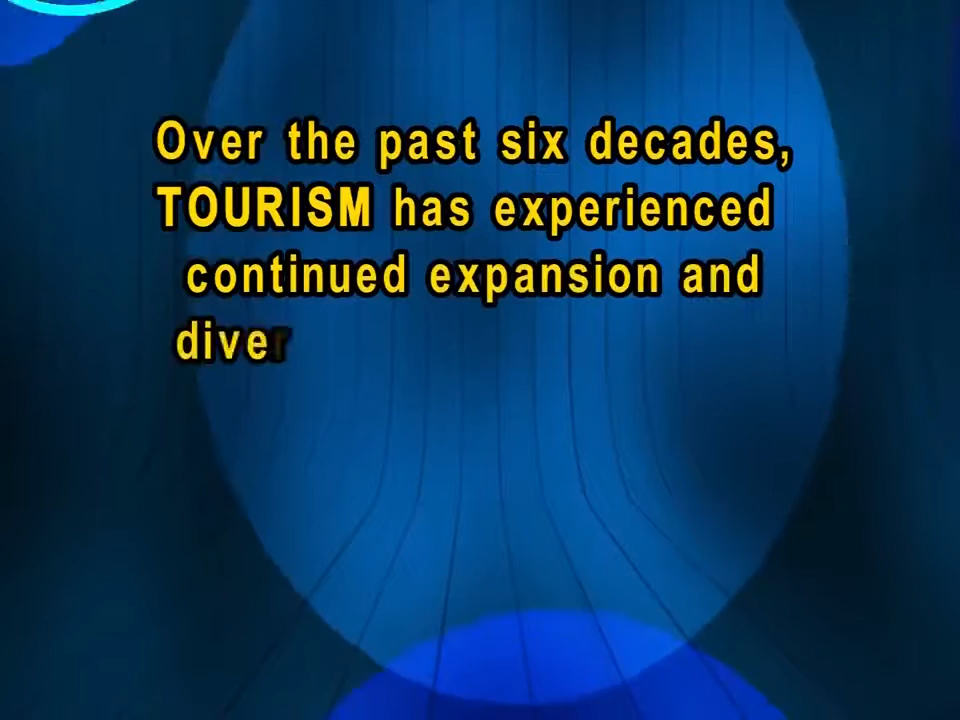 Over the past six decades,
TOURISM has experienced
continued expansion and
diver